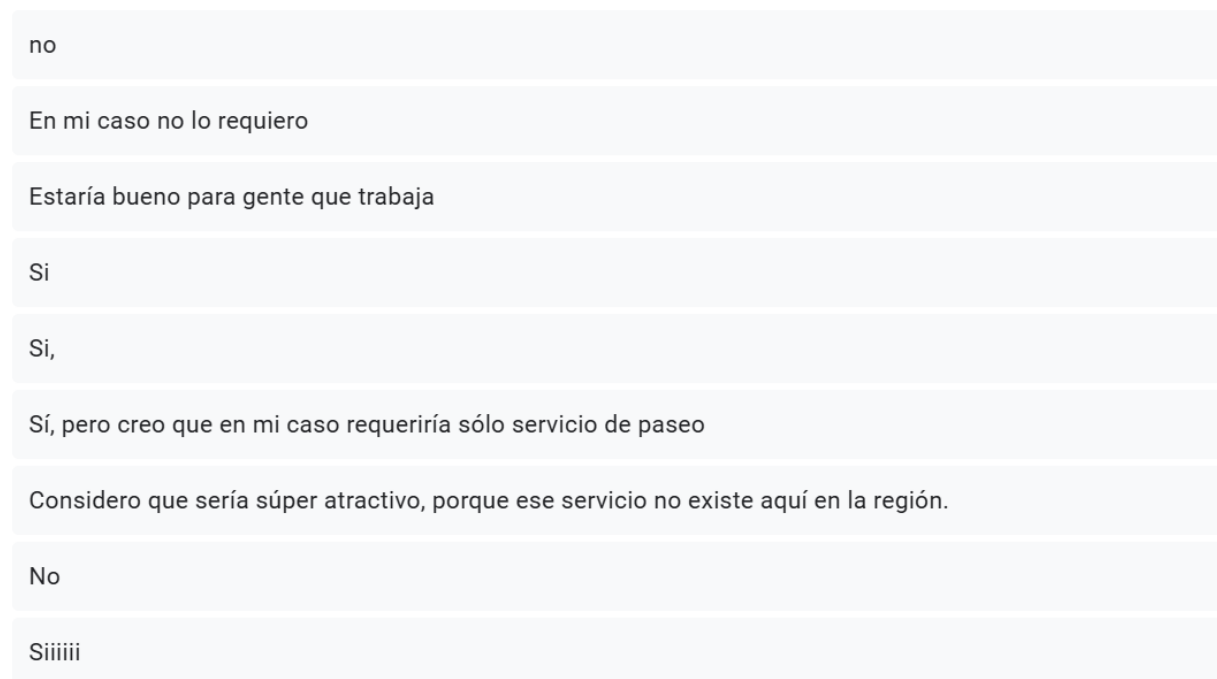 no
En mi caso no lo requiero
Estaría bueno para gente que trabaja
Si
Si,
Sí, pero creo que en mi caso requeriría sólo servicio de paseo
Considero que sería súper atractivo, porque ese servicio no existe aquí en la región.
No
Siiiiii